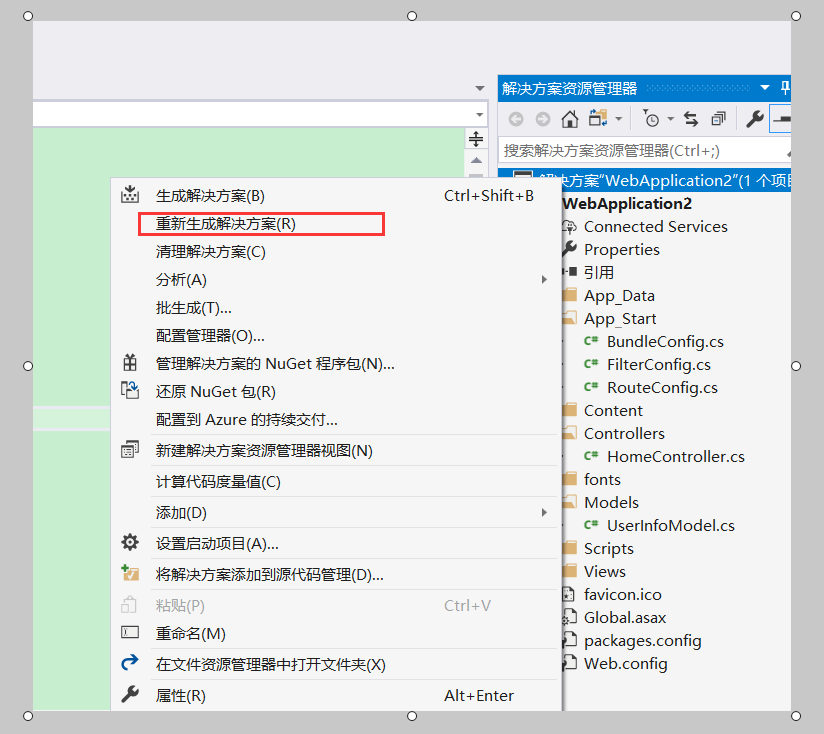 解决方案资源管理器
搜索解决方案资源管理器(Ctrl+;)
解决方案"WebApplication2"(1 个项目
WebApplication2
Connected Services
Properties
引用
App_Data
App_Start
BundleConfig.cs
FilterConfig.cs
RouteConfig.cs
Content
Controllers
HomeController.cs
fonts
Models
UserInfoModel.cs
Scripts
Views
favicon.ico
Global.asax
packages.config
Web.config
生成解决方案(B) Ctrl+Shift+B
重新生成解决方案(R)
清理解决方案(C)
分析(A)
批生成(T)...
配置管理器(O)...
管理解决方案的 NuGet 程序包(N)...
还原 NuGet 包(R)
配置到 Azure 的持续交付...
新建解决方案资源管理器视图(N)
计算代码度量值(C)
添加(D)
设置启动项目(A)...
将解决方案添加到源代码管理(D)...
粘贴(P) Ctrl+V
重命名(M)
在文件资源管理器中打开文件夹(X)
属性(R) Alt+Enter